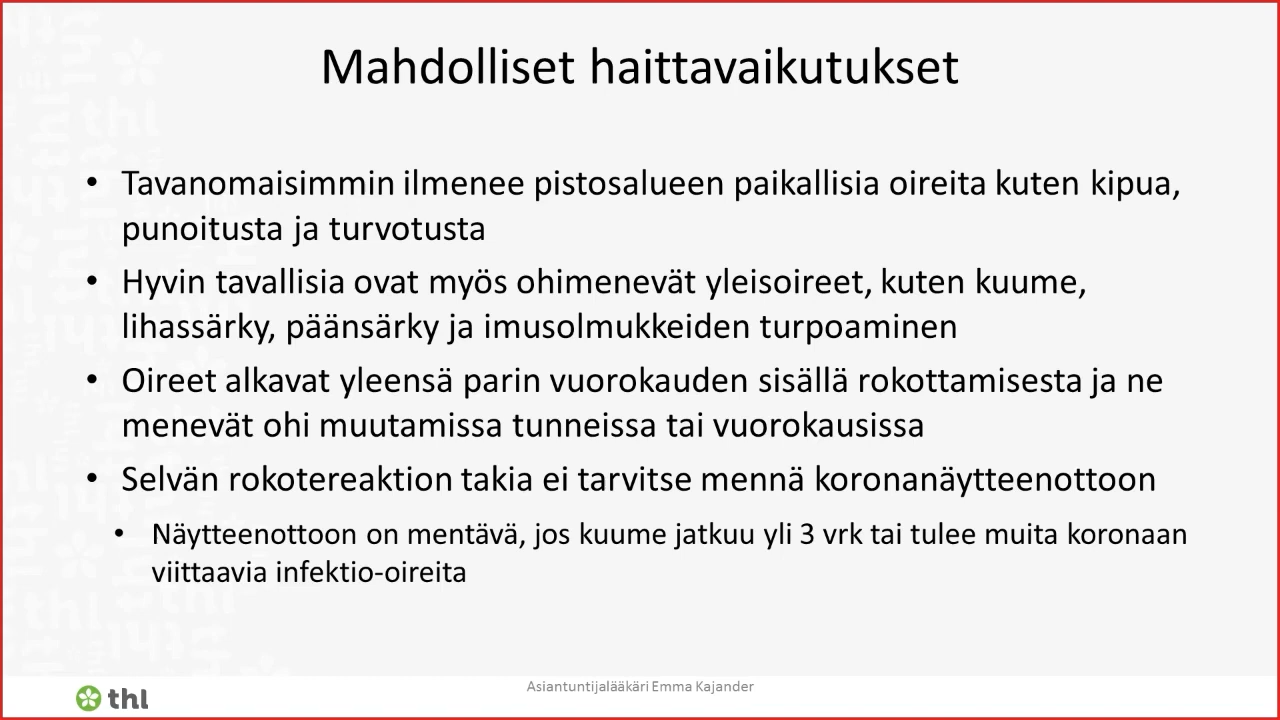 Mahdolliset haittavaikutukset
• Tavanomaisimmin ilmenee pistosalueen paikallisia oireita kuten kipua,
punoitusta ja turvotusta
• Hyvin tavallisia ovat myös ohimenevät yleisoireet, kuten kuume,
lihassärky, päänsärky ja imusolmukkeiden turpoaminen
• Oireet alkavat yleensä parin vuorokauden sisällä rokottamisesta ja ne
menevät ohi muutamissa tunneissa tai vuorokausissa
• Selvän rokotereaktion takia ei tarvitse mennä koronanäytteenottoon
• Näytteenottoon on mentävä, jos kuume jatkuu yli 3 vrk tai tulee muita koronaan
viittaavia infektio-oireita
Asiantuntijalääkäri Emma Kajander
thl